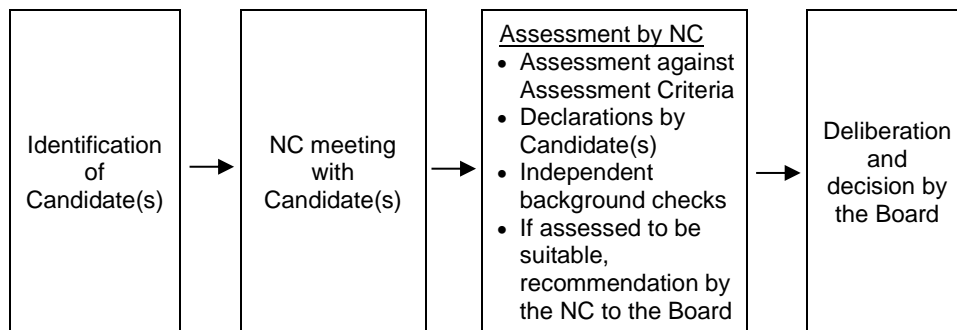 Identification
of
Candidate(s)
NC meeting
with
Candidate(s)
Assessment by NC
• Assessment against
Assessment Criteria
• Declarations by
Candidate(s)
• Independent
background checks
• If assessed to be
suitable,
recommendation by
the NC to the Board
Deliberation
and
decision by
the Board